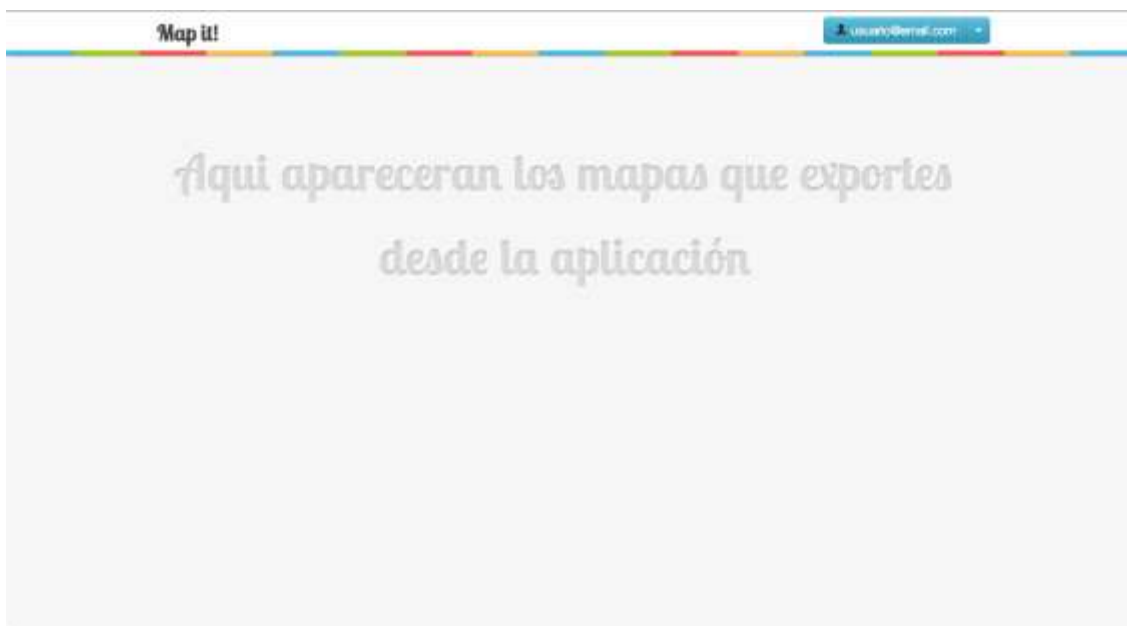 Map it!
usuario@email.com
Aqui apareceran los mapas que exportes
desde la aplicación